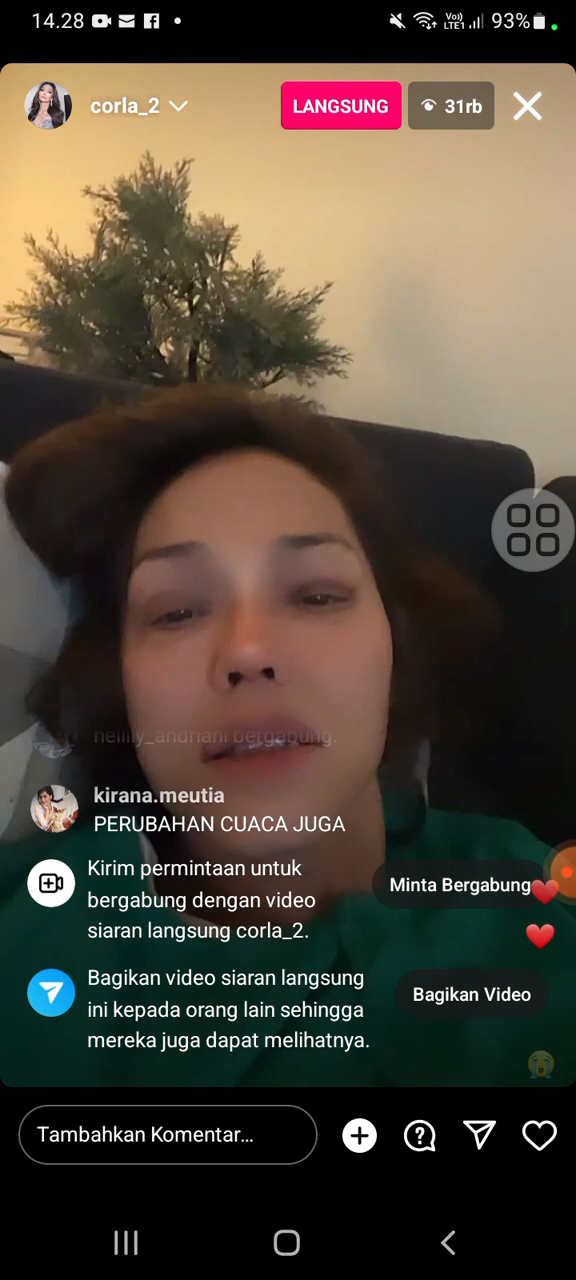 14.28
Vo))
LTE1
93%
corla_2
LANGSUNG
31rb
neillly_andriani bergabung.
kirana.meutia
PERUBAHAN CUACA JUGA
Kirim permintaan untuk
bergabung dengan video
siaran langsung corla_2.
Minta Bergabung
Bagikan video siaran langsung
ini kepada orang lain sehingga
mereka juga dapat melihatnya.
Bagikan Video
Tambahkan Komentar...